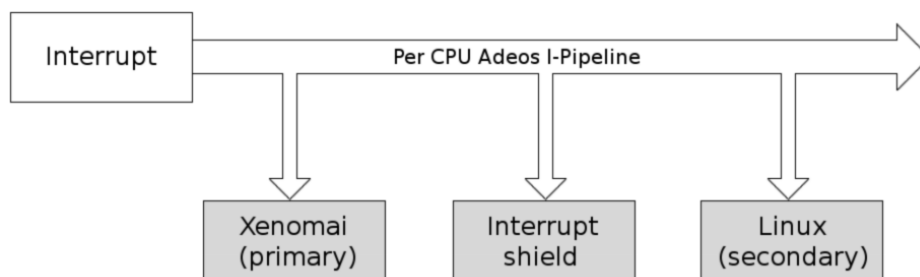 Interrupt
Per CPU Adeos I-Pipeline
Xenomai
(primary)
Interrupt
shield
Linux
(secondary)